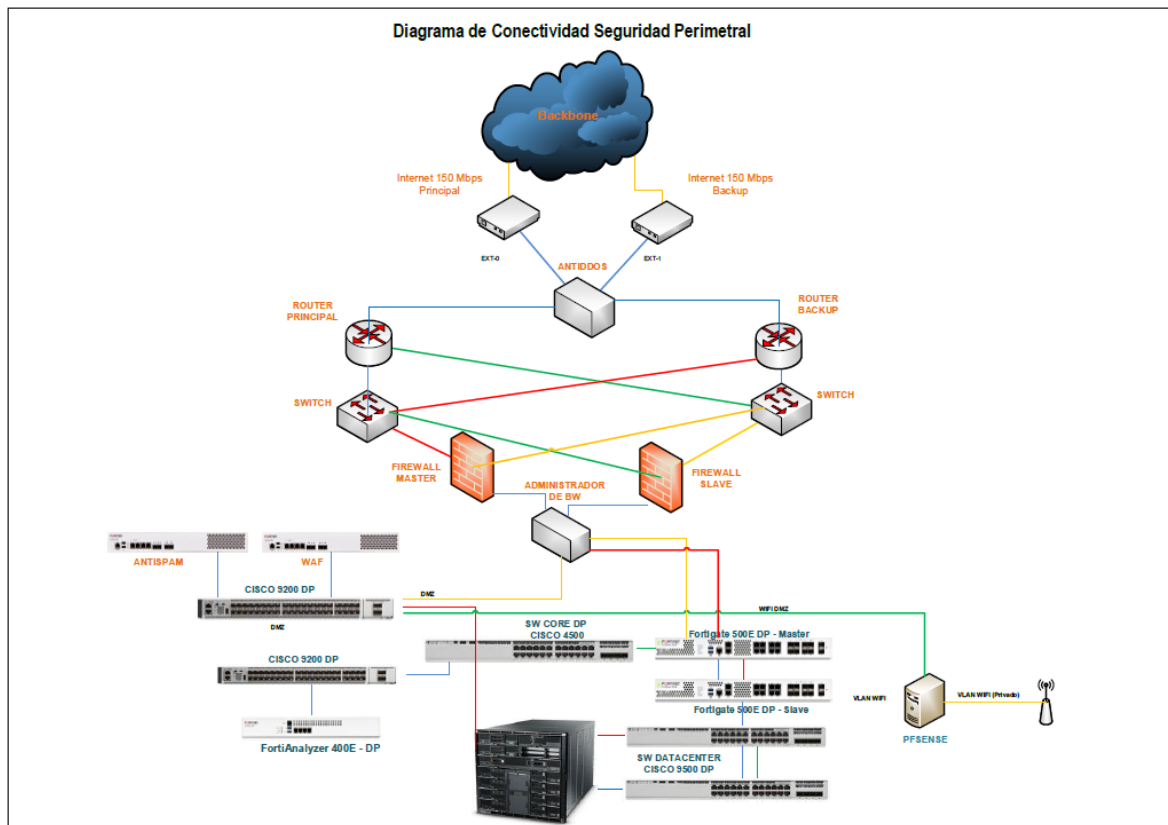 Diagrama de Conectividad Seguridad Perimetral
Backbone
Internet 150 Mbps
Principal
Internet 150 Mbps
Backup
EXT-0
EXT-1
ANTIDDOS
ROUTER
PRINCIPAL
ROUTER
BACKUP
SWITCH
SWITCH
FIREWALL
MASTER
FIREWALL
SLAVE
ADMINISTRADOR
DE BW
ANTISPAM
WAF
CISCO 9200 DP
DMZ
DMZ
WIFI DMZ
SW CORE DP
CISCO 4500
Fortigate 500E DP - Master
CISCO 9200 DP
Fortigate 500E DP - Slave
VLAN WIFI
VLAN WIFI (Privado)
PFSENSE
FortiAnalyzer 400E - DP
SW DATACENTER
CISCO 9500 DP